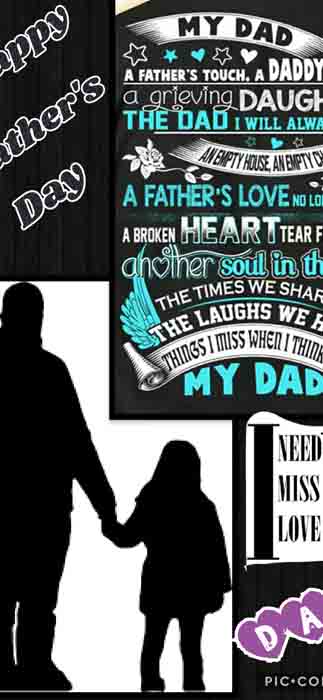 appy
ather's
Day
MY DAD
A FATHER'S TOUCH, A DADDY
a grieving DAUGH
THE DAD I WILL ALWA
AN EMPTY HOUSE, AN EMPTY C
A FATHER'S LOVE NO LO
A BROKEN HEART TEAR F
another soul in th
THE TIMES WE SHAR
THE LAUGHS WE H
THINGS I MISS WHEN I THIN
MY DAD
I NEED
MISS
LOVE
DA
PIC•CO